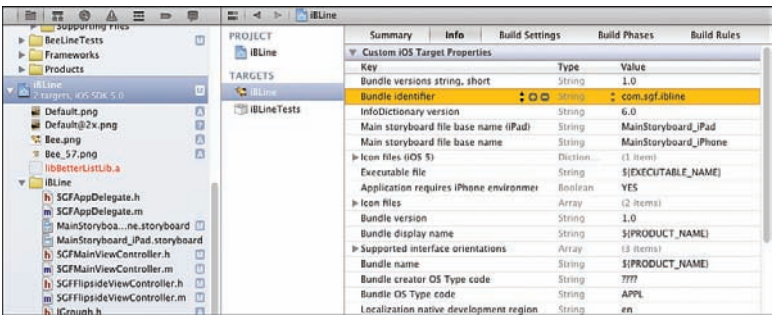 iBLine
Supporting Files
BeeLineTests
Frameworks
Products
iBLine
2 targets, iOS SDK 5.0
Default.png
Default@2x.png
Bee.png
Bee_57.png
libBetterListLib.a
iBLine
SGFAppDelegate.h
SGFAppDelegate.m
MainStoryboa...ne.storyboard
MainStoryboard_iPad.storyboard
SGFMainViewController.h
SGFMainViewController.m
SGFFlipsideViewController.h
SGFFlipsideViewController.m
PROJECT
iBLine
TARGETS
iBLine
iBLineTests
Summary Info Build Settings Build Phases Build Rules
Custom iOS Target Properties
Key Type Value
Bundle versions string, short String 1.0
Bundle identifier String com.sgf.ibline
InfoDictionary version String 6.0
Main storyboard file base name (iPad) String MainStoryboard_iPad
Main storyboard file base name String MainStoryboard_iPhone
Icon files (iOS 5) Diction... (1 item)
Executable file String ${EXECUTABLE_NAME}
Application requires iPhone environmer Boolean YES
Icon files Array (2 items)
Bundle version String 1.0
Bundle display name String ${PRODUCT_NAME}
Supported interface orientations Array (3 items)
Bundle name String ${PRODUCT_NAME}
Bundle creator OS Type code String ????
Bundle OS Type code String APPL
Localization native development region String en